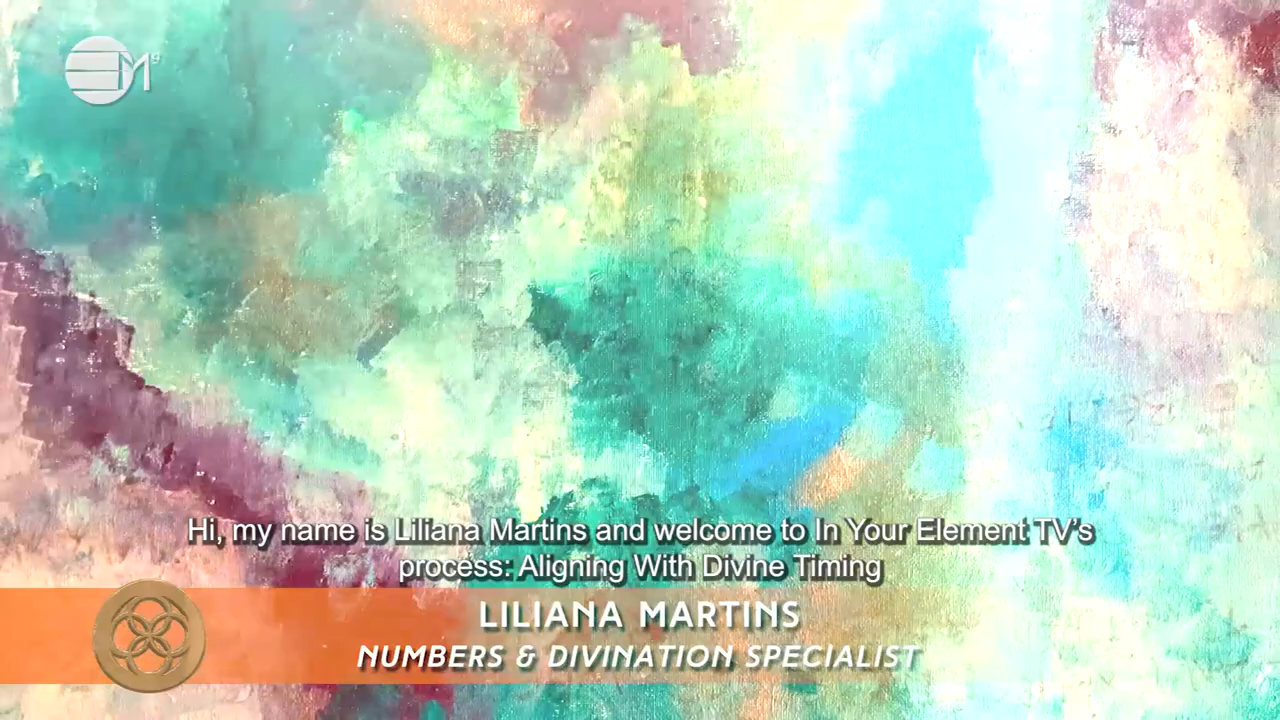 M9
Hi, my name is Liliana Martins and welcome to In Your Element TV's
process: Aligning With Divine Timing
LILIANA MARTINS
NUMBERS & DIVINATION SPECIALIST